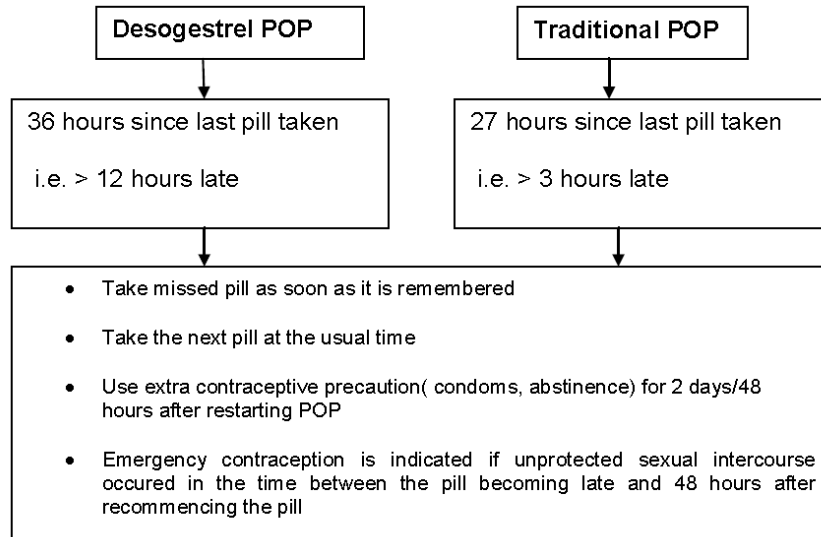 Desogestrel POP
Traditional POP
36 hours since last pill taken
i.e. > 12 hours late
27 hours since last pill taken
i.e. > 3 hours late
• Take missed pill as soon as it is remembered
• Take the next pill at the usual time
• Use extra contraceptive precaution( condoms, abstinence) for 2 days/48
hours after restarting POP
• Emergency contraception is indicated if unprotected sexual intercourse
occured in the time between the pill becoming late and 48 hours after
recommencing the pill